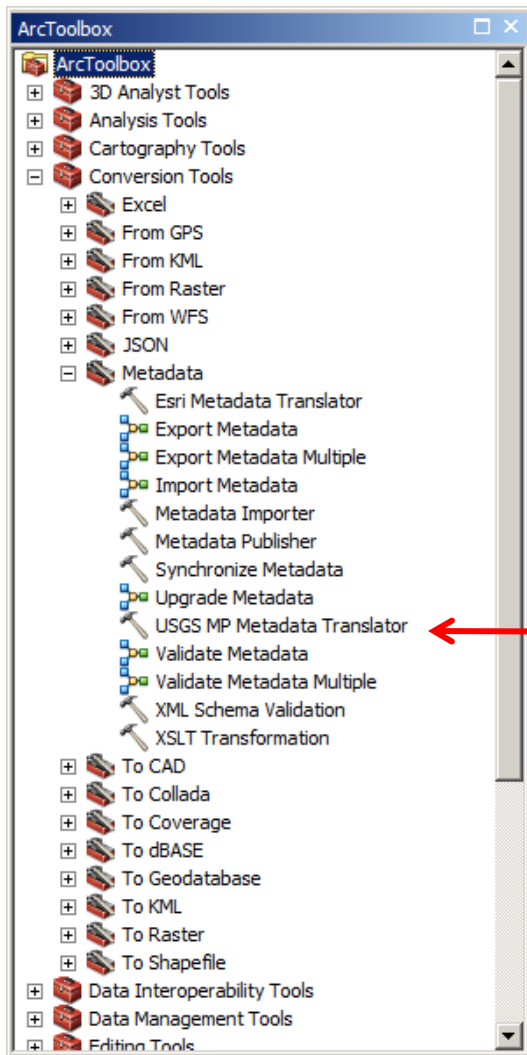 ArcToolbox
ArcToolbox
3D Analyst Tools
Analysis Tools
Cartography Tools
Conversion Tools
Excel
From GPS
From KML
From Raster
From WFS
JSON
Metadata
Esri Metadata Translator
Export Metadata
Export Metadata Multiple
Import Metadata
Metadata Importer
Metadata Publisher
Synchronize Metadata
Upgrade Metadata
USGS MP Metadata Translator
Validate Metadata
Validate Metadata Multiple
XML Schema Validation
XSLT Transformation
To CAD
To Collada
To Coverage
To dBASE
To Geodatabase
To KML
To Raster
To Shapefile
Data Interoperability Tools
Data Management Tools
Editing Tools